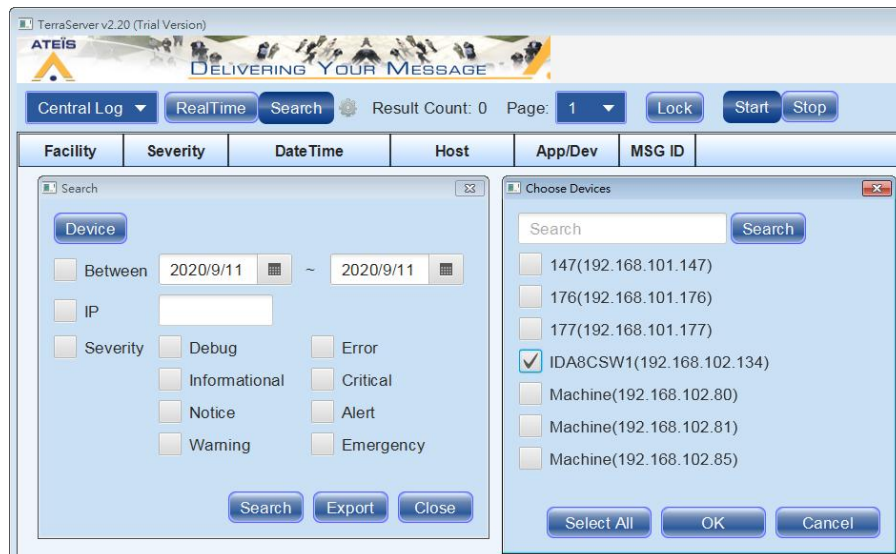 TerraServer v2.20 (Trial Version)
ATEÏS
DELIVERING YOUR MESSAGE
Central Log RealTime Search Result Count: 0 Page: 1 Lock Start Stop
Facility Severity DateTime Host App/Dev MSG ID
Search
Device
Between 2020/9/11 ~ 2020/9/11
IP
Severity Debug Error
Informational Critical
Notice Alert
Warning Emergency
Search Export Close
Choose Devices
Search Search
147(192.168.101.147)
176(192.168.101.176)
177(192.168.101.177)
IDA8CSW1(192.168.102.134)
Machine(192.168.102.80)
Machine(192.168.102.81)
Machine(192.168.102.85)
Select All OK Cancel